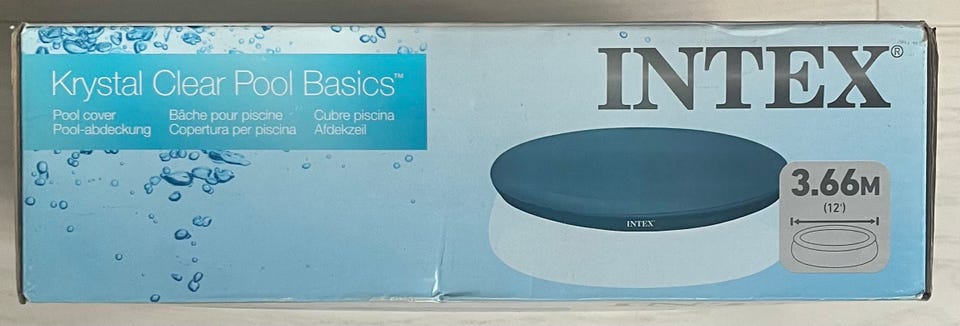 Krystal Clear Pool Basics™
Pool cover Bâche pour piscine Cubre piscina
Pool-abdeckung Copertura per piscina Afdekzeil
INTEX®
INTEX
3.66M
(12')